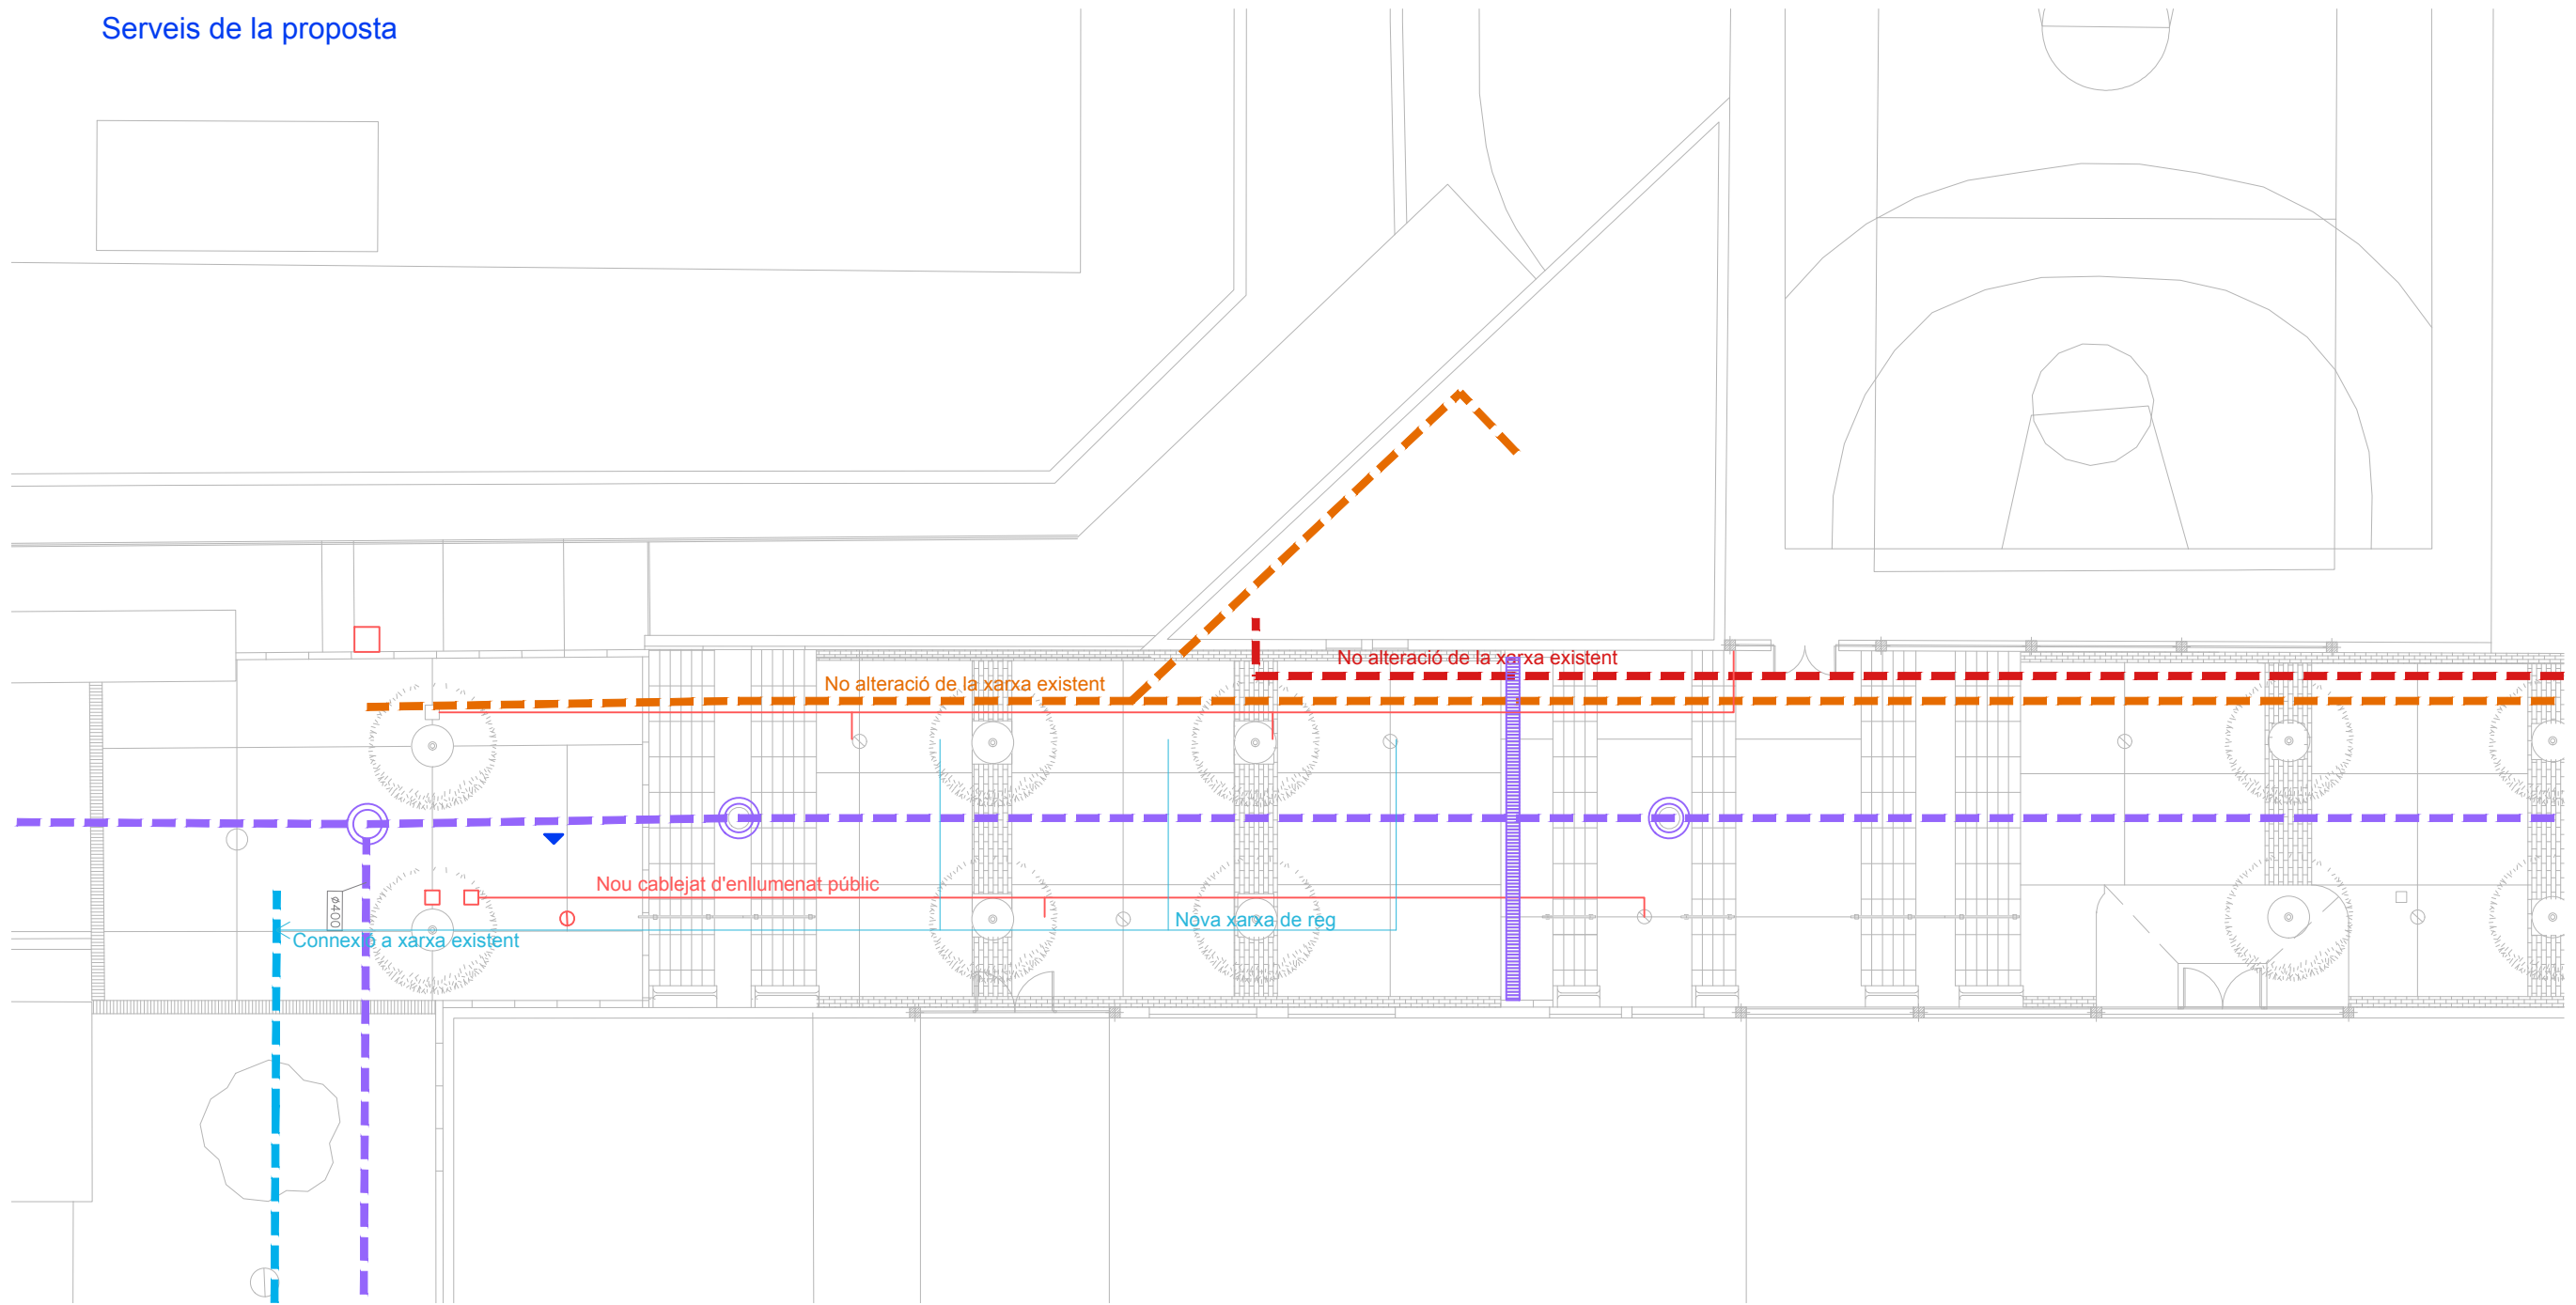 Serveis de la proposta
No alteració de la xarxa existent
No alteració de la xarxa existent
Nou cablejat d'enllumenat públic
ø400
Nova xarxa de reg
Connexió a xarxa existent